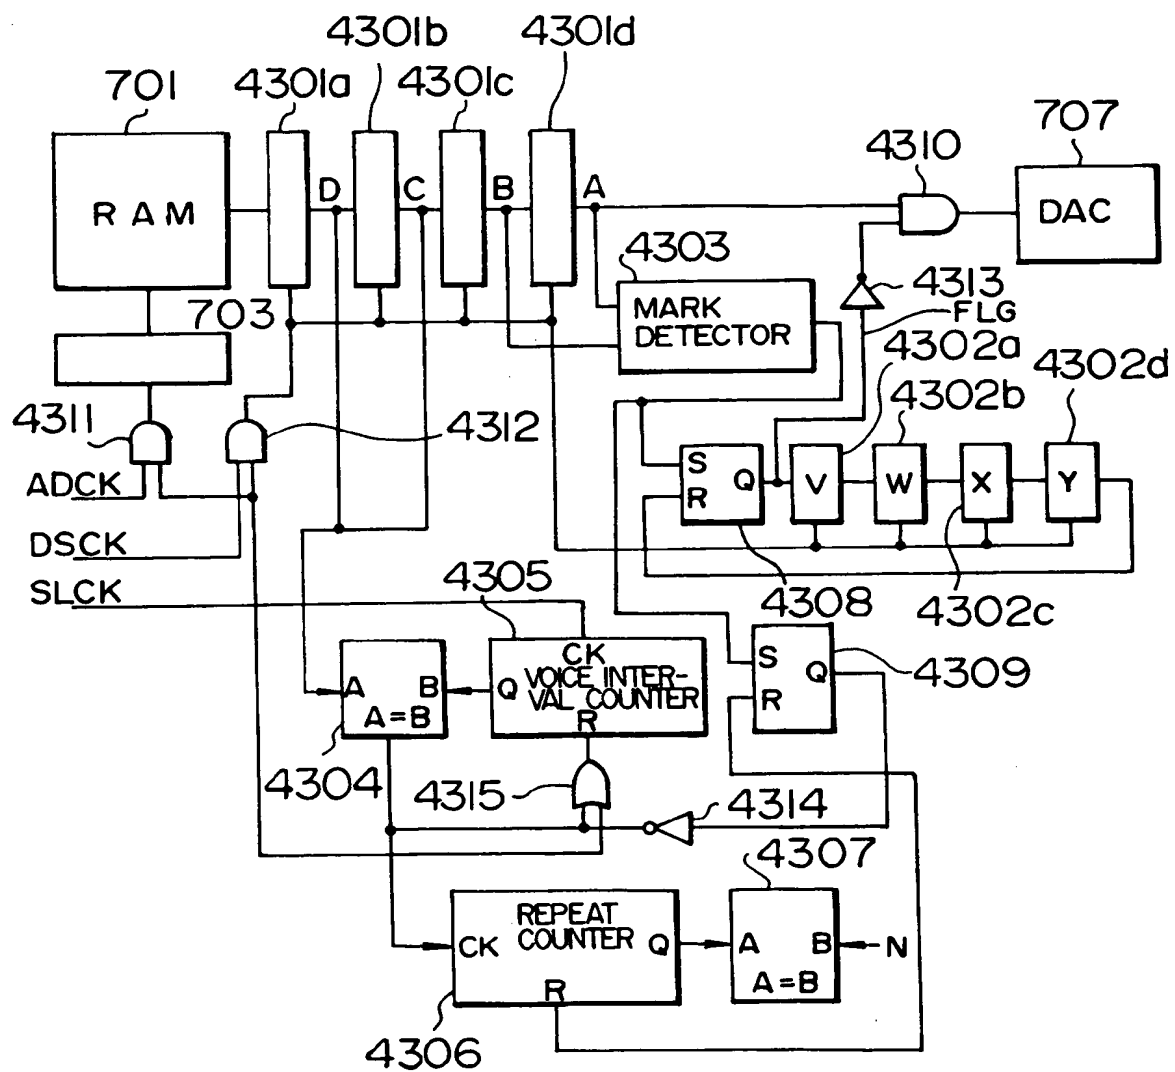 4301b 4301d
701 4301a 4301c
707
4310
R A M
D C B A
DAC
4303
MARK
DETECTOR
4313
FLG
703
4302a
4302d
4302b
4311
4312
S
R
Q
V W X Y
ADCK
DSCK
SLCK
4305
4308
4302c
CK
VOICE INTER-
VAL COUNTER
Q
R
A B
A=B
S
R
Q
4309
4304
4315
4314
4307
REPEAT
COUNTER
CK
Q
R
A B N
A=B
4306